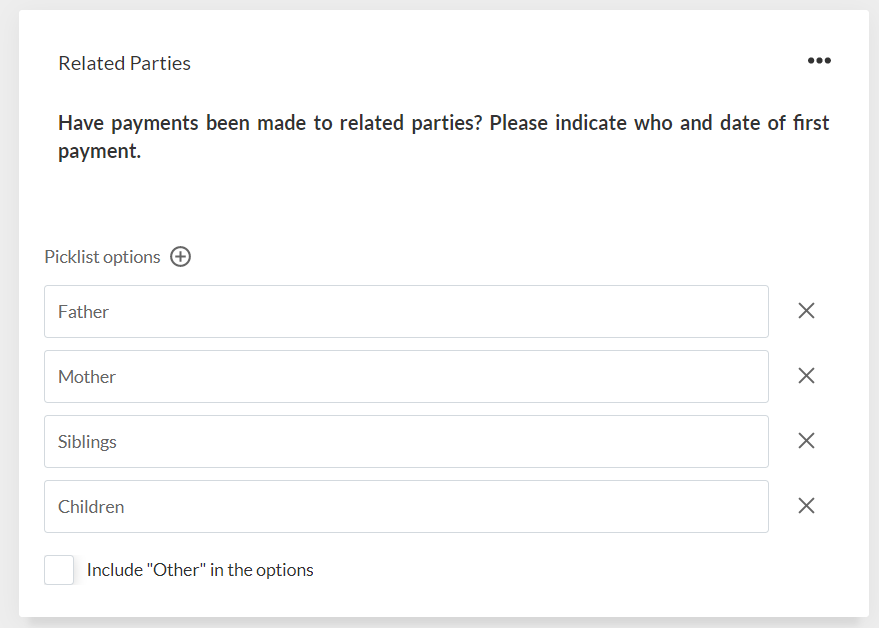 Related Parties
Have payments been made to related parties? Please indicate who and date of first
payment.
Picklist options
Father
Mother
Siblings
Children
Include "Other" in the options